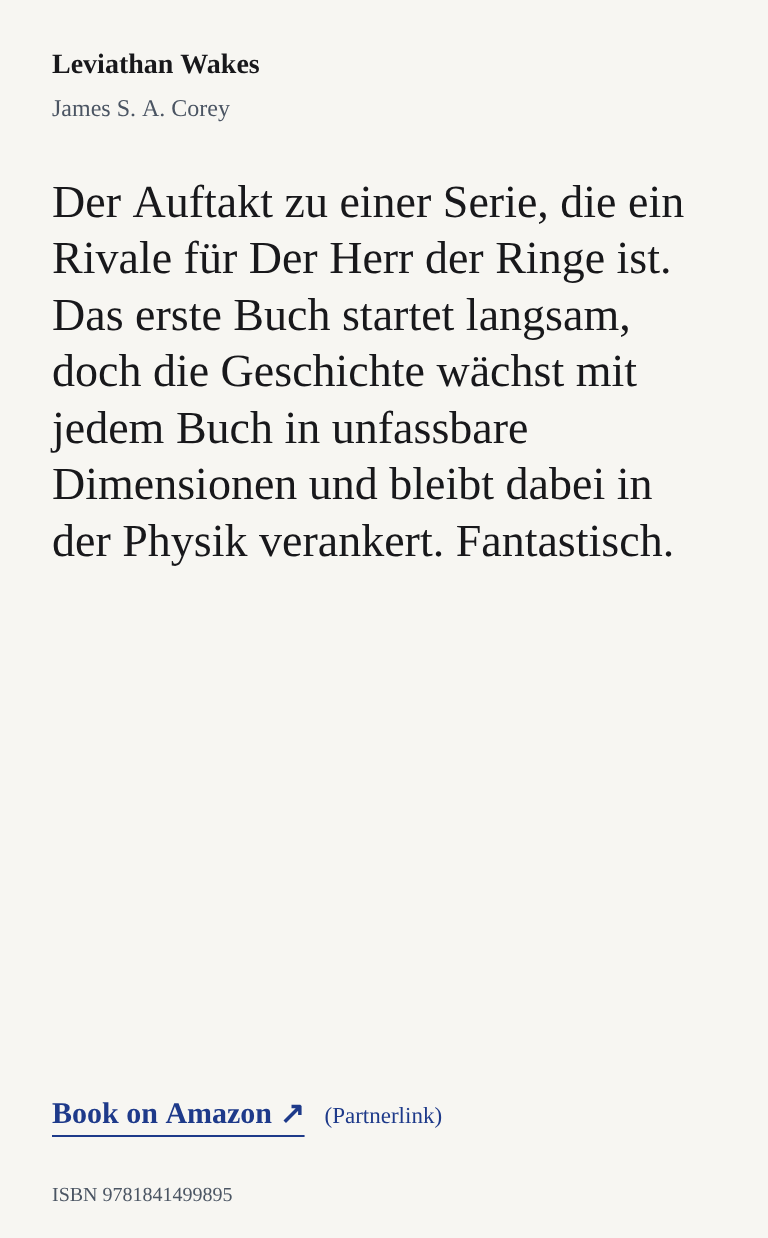 Leviathan Wakes
James S. A. Corey
Der Auftakt zu einer Serie, die ein
Rivale für Der Herr der Ringe ist.
Das erste Buch startet langsam,
doch die Geschichte wächst mit
jedem Buch in unfassbare
Dimensionen und bleibt dabei in
der Physik verankert. Fantastisch.
Book on Amazon ↗ (Partnerlink)
ISBN 9781841499895